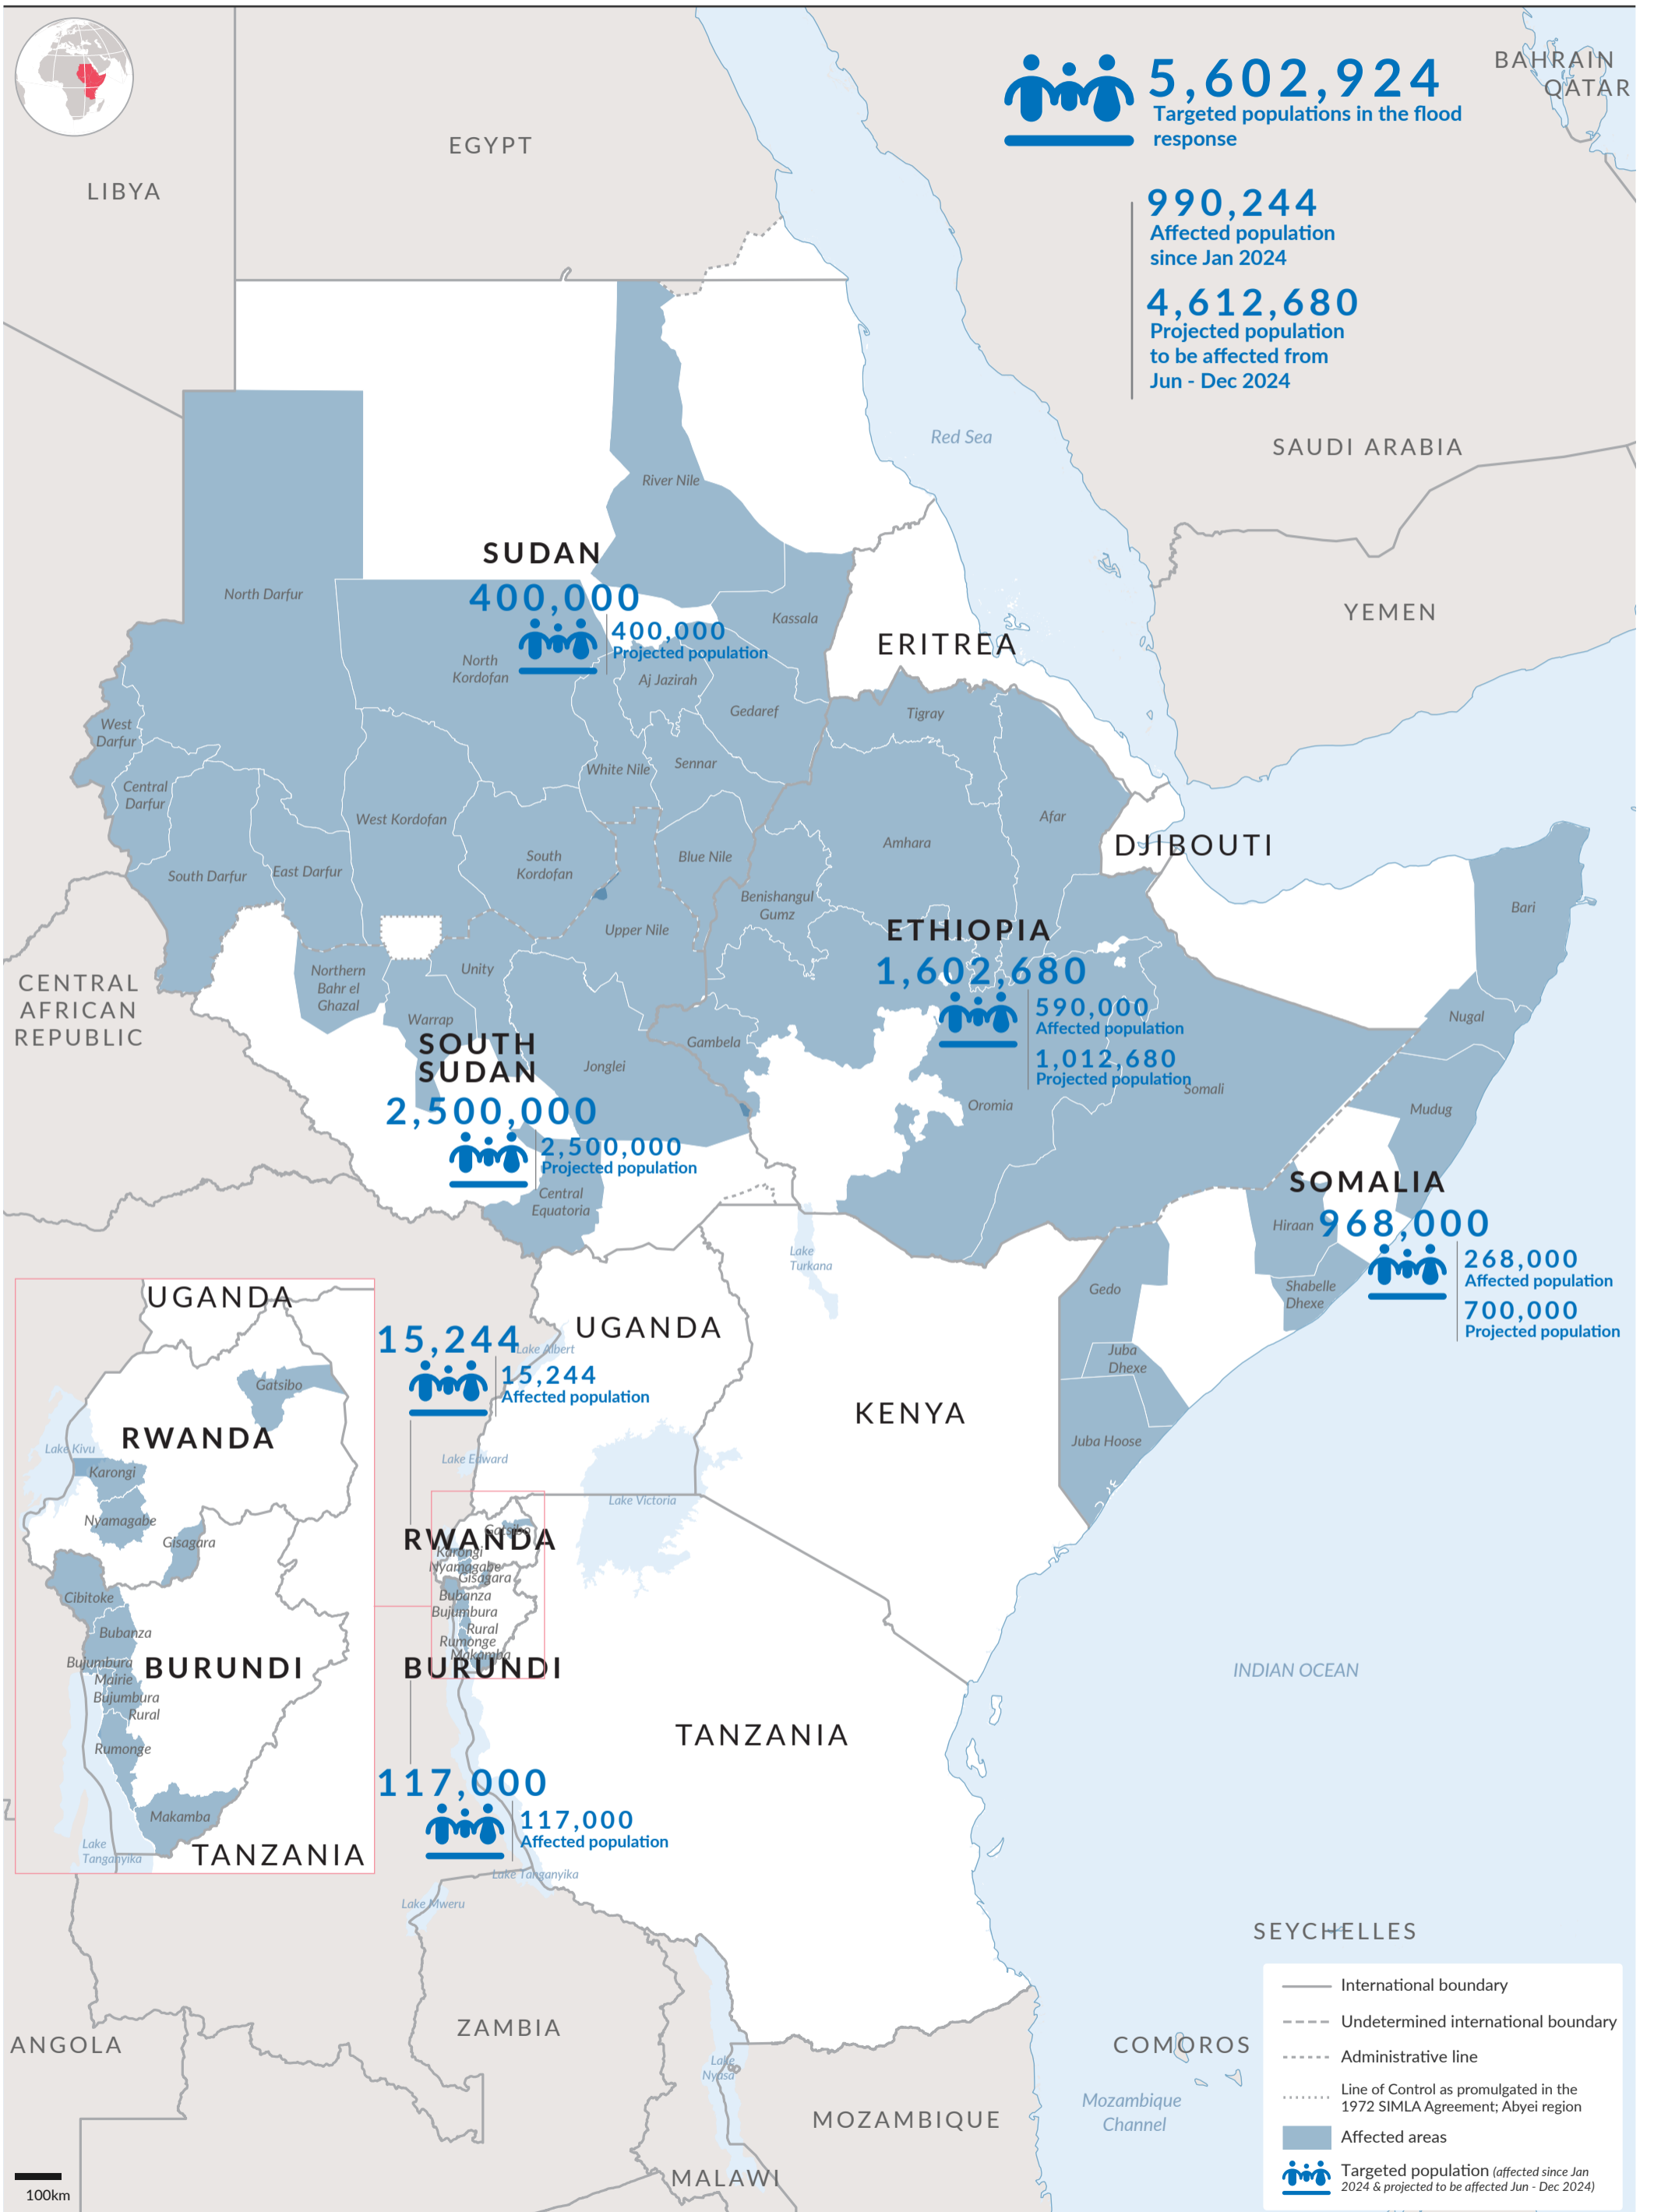 BAHRAIN
QATAR
5,602,924
Targeted populations in the flood
response
990,244
Affected population
since Jan 2024
4,612,680
Projected population
to be affected from
Jun - Dec 2024
EGYPT
LIBYA
Red Sea
SAUDI ARABIA
YEMEN
River Nile
SUDAN
400,000
400,000
Projected population
North Darfur
Kassala
ERITREA
North
Kordofan
Aj Jazirah
Gedaref
Tigray
West
Darfur
White Nile
Sennar
Central
Darfur
West Kordofan
Afar
Amhara
DJIBOUTI
South Darfur
East Darfur
South
Kordofan
Blue Nile
Benishangul
Gumz
Bari
Upper Nile
ETHIOPIA
1,602,680
590,000
Affected population
1,012,680
Projected population
CENTRAL
AFRICAN
REPUBLIC
Northern
Bahr el
Ghazal
Unity
Warrap
Nugal
SOUTH
SUDAN
2,500,000
2,500,000
Projected population
Jonglei
Gambela
Oromia
Somali
Mudug
Central
Equatoria
SOMALIA
Hiraan
968,000
268,000
Affected population
700,000
Projected population
Lake
Turkana
Gedo
Shabelle
Dhexe
Juba
Dhexe
Juba Hoose
UGANDA
Gatsibo
RWANDA
Lake Kivu
Karongi
Nyamagabe
Gisagara
Cibitoke
Bubanza
Bujumbura
Mairie
BURUNDI
Bujumbura
Rural
Rumonge
Makamba
Lake
Tanganyika
TANZANIA
15,244
Lake Albert
15,244
Affected population
UGANDA
KENYA
Lake Edward
Lake Victoria
RWANDA
Gatsibo
Karongi
Nyamagabe
Gisagara
Bubanza
Bujumbura
Rural
Rumonge
Makamba
BURUNDI
INDIAN OCEAN
TANZANIA
117,000
117,000
Affected population
Lake Tanganyika
Lake Mweru
SEYCHELLES
ANGOLA
ZAMBIA
COMOROS
Lake
Nyasa
Mozambique
Channel
MOZAMBIQUE
MALAWI
100km
International boundary
Undetermined international boundary
Administrative line
Line of Control as promulgated in the
1972 SIMLA Agreement; Abyei region
Affected areas
Targeted population (affected since Jan
2024 & projected to be affected Jun - Dec 2024)